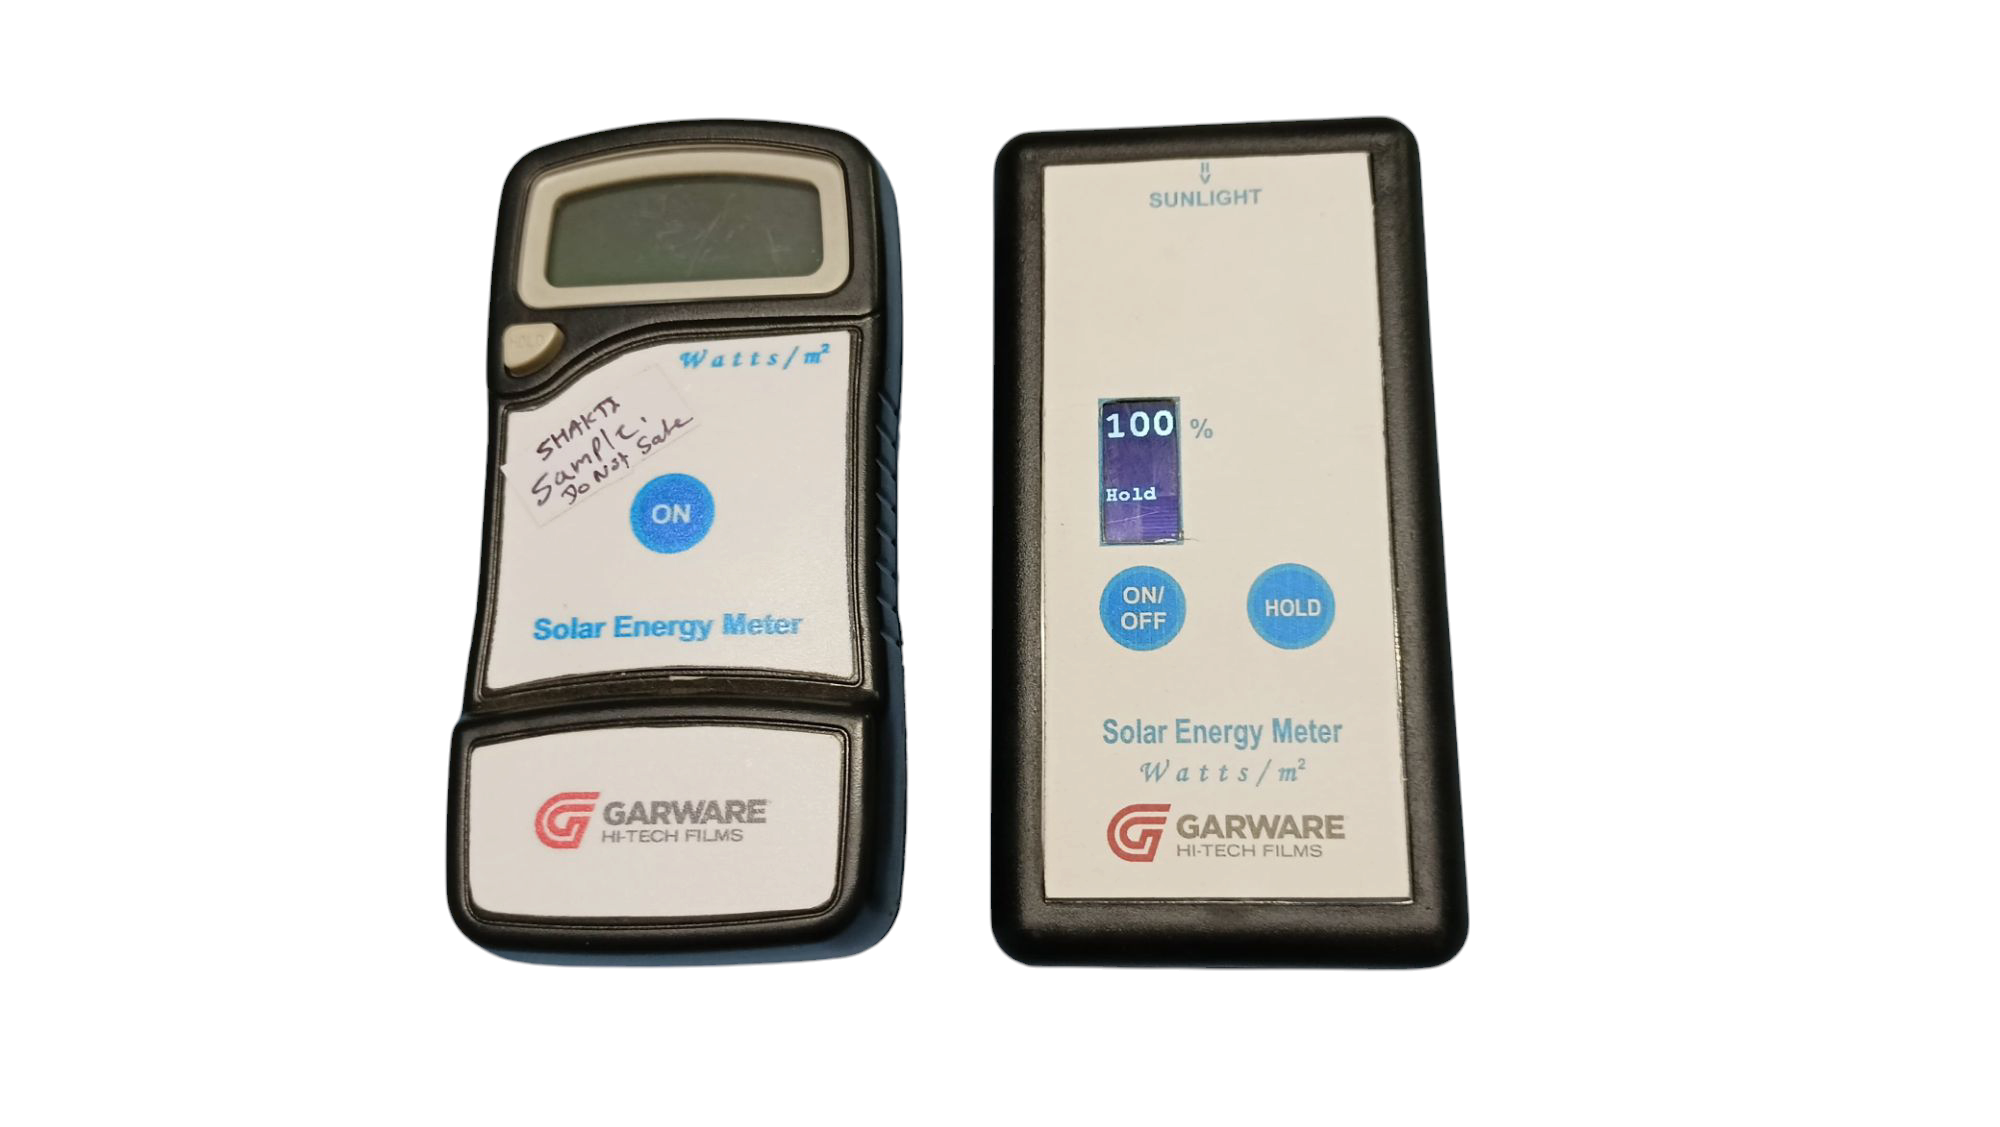 HOLD
Watts/m²
SHAKTI
Sample.
Do Not Sale
ON
Solar Energy Meter
GARWARE
HI-TECH FILMS
SUNLIGHT
100 %
Hold
ON/
OFF
HOLD
Solar Energy Meter
Watts/m²
GARWARE
HI-TECH FILMS